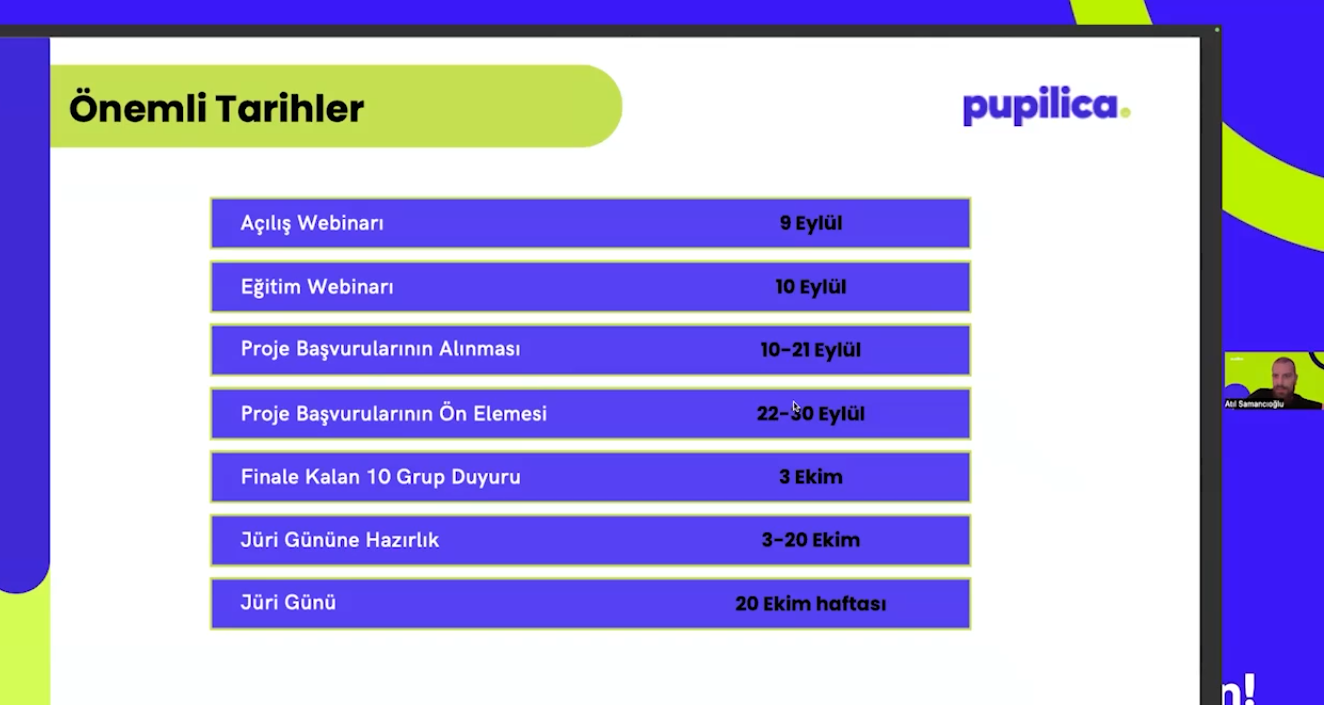 Önemli Tarihler
pupilica.
Açılış Webinarı 9 Eylül
Eğitim Webinarı 10 Eylül
Proje Başvurularının Alınması 10-21 Eylül
Proje Başvurularının Ön Elemesi 22-30 Eylül
Finale Kalan 10 Grup Duyuru 3 Ekim
Jüri Gününe Hazırlık 3-20 Ekim
Jüri Günü 20 Ekim haftası
Atıl Samancıoğlu
n!